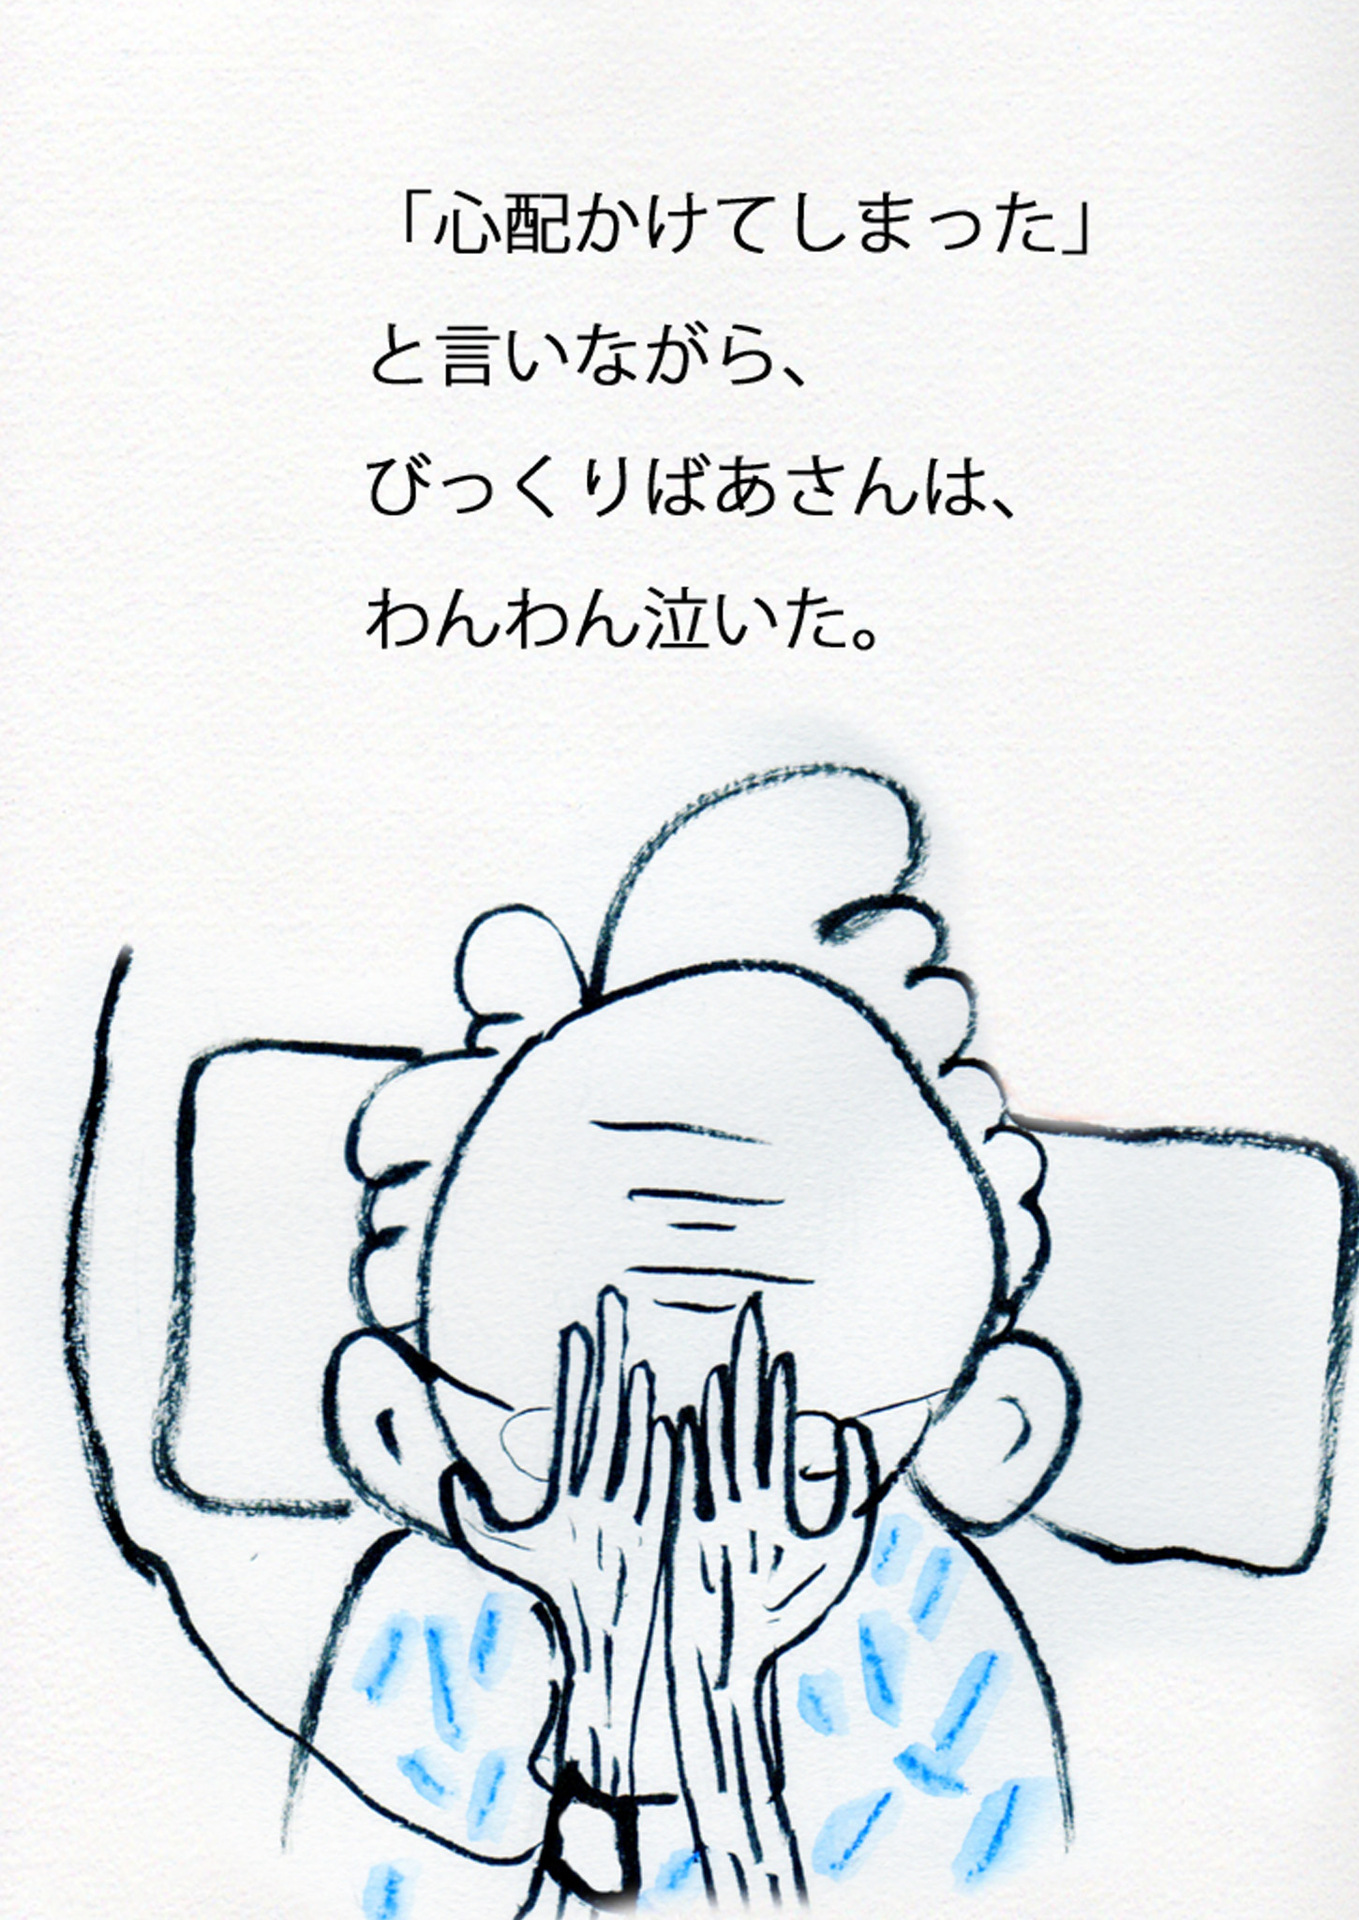 「心配かけてしまった」
と言いながら、
びっくりばあさんは、
わんわん泣いた。